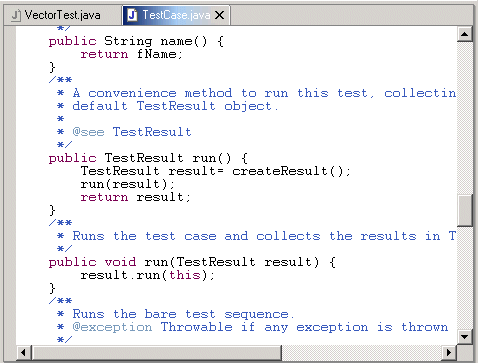 VectorTest.java TestCase.java
*/
public String name() {
return fName;
}
/**
* A convenience method to run this test, collectin
* default TestResult object.
*
* @see TestResult
*/
public TestResult run() {
TestResult result= createResult();
run(result);
return result;
}
/**
* Runs the test case and collects the results in T
*/
public void run(TestResult result) {
result.run(this);
}
/**
* Runs the bare test sequence.
* @exception Throwable if any exception is thrown
*/